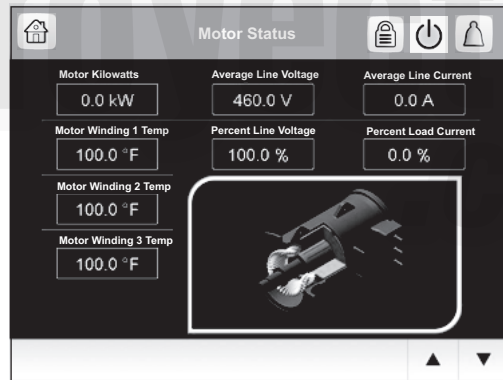 Motor Status
Motor Kilowatts
0.0 kW
Average Line Voltage
460.0 V
Average Line Current
0.0 A
Motor Winding 1 Temp
100.0 °F
Percent Line Voltage
100.0 %
Percent Load Current
0.0 %
Motor Winding 2 Temp
100.0 °F
Motor Winding 3 Temp
100.0 °F